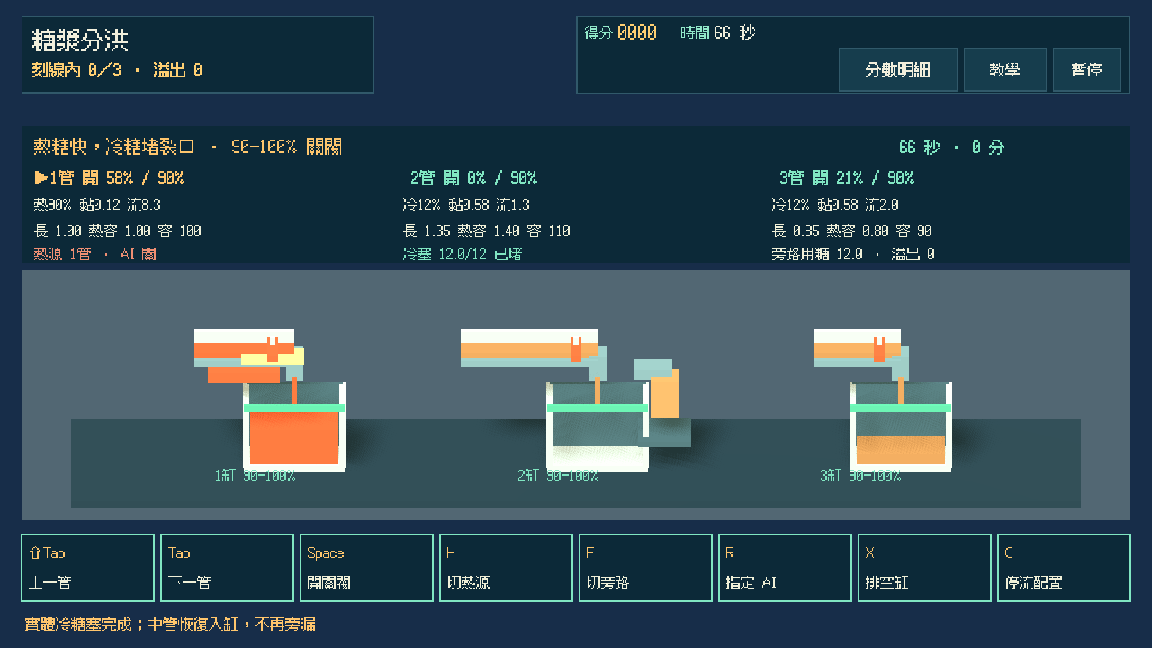 糖漿分洪
刻線內 0/3 · 溢出 0
得分 0000 時間 66 秒
分數明細
教學
暫停
熱糖快，冷糖堵裂口 - 90-100% 關閥
66 秒 · 0 分
▶1管 開 58% / 90%
2管 開 0% / 90%
3管 開 21% / 90%
熱90% 黏0.12 流8.3
冷12% 黏0.58 流1.3
冷12% 黏0.58 流2.0
長 1.30 熱容 1.00 容 100
長 1.35 熱容 1.40 容 110
長 0.35 熱容 0.80 容 90
熱源 1管 · AI 關
冷塞 12.0/12 已堵
旁路用糖 12.0 · 溢出 0
1缸 90-100%
2缸 90-100%
3缸 90-100%
⇧Tab
上一管
Tab
下一管
Space
開關閥
H
切熱源
F
切旁路
R
指定 AI
X
排空缸
C
停流配置
實體冷糖塞完成；中管恢復入缸，不再旁漏